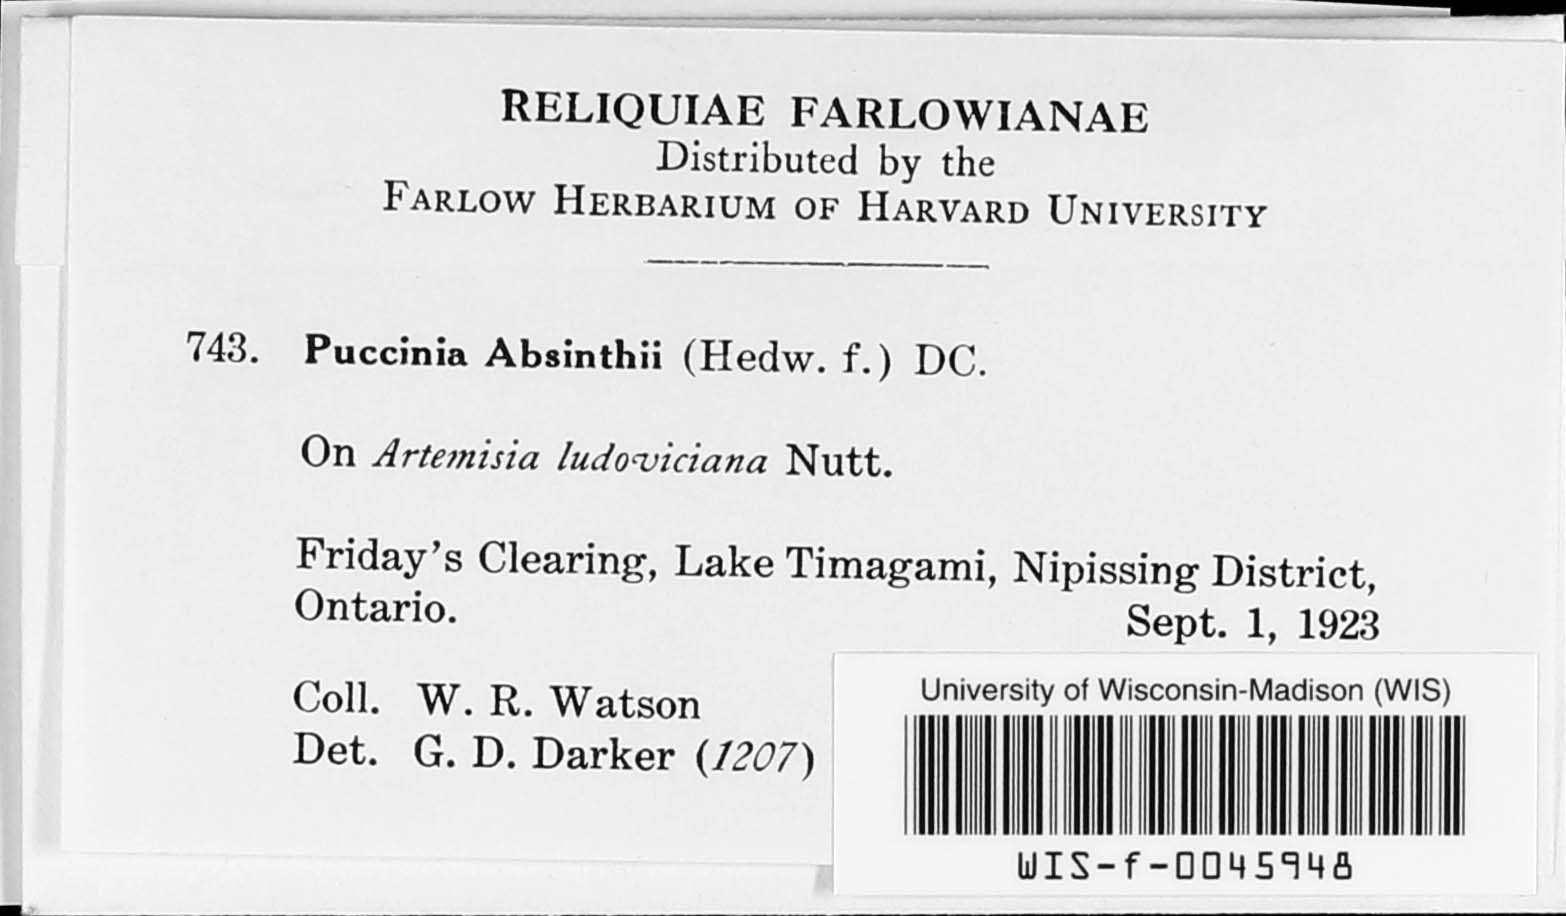 RELIQUIAE FARLOWIANAE
Distributed by the
FARLOW HERBARIUM OF HARVARD UNIVERSITY
743. Puccinia Absinthii (Hedw. f.) DC.
On Artemisia ludoviciana Nutt.
Friday's Clearing, Lake Timagami, Nipissing District,
Ontario. Sept. 1, 1923
Coll. W. R. Watson
Det. G. D. Darker (1207)
University of Wisconsin-Madison (WIS)
WIS-f-0045948